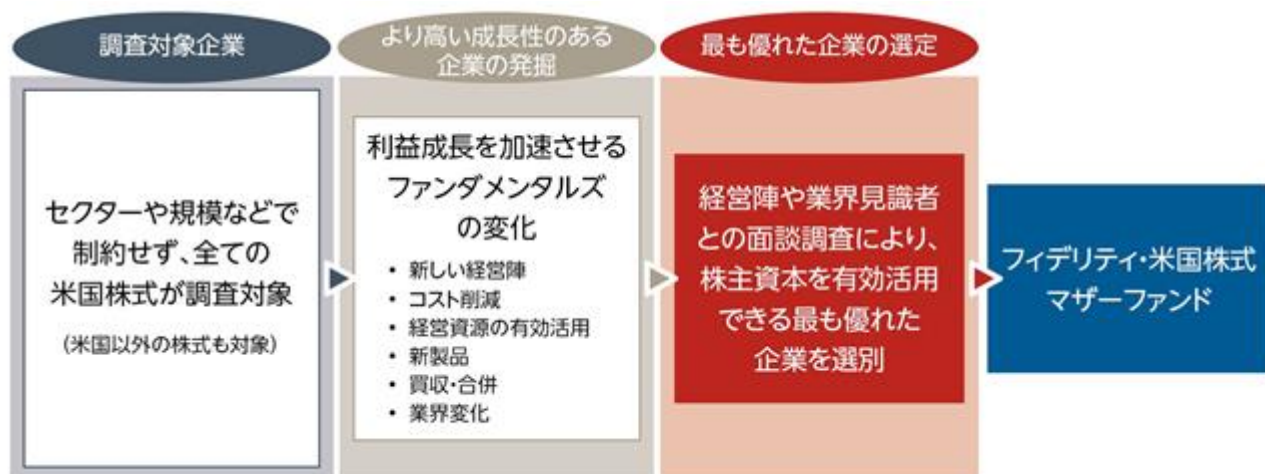 調査対象企業
セクターや規模などで
制約せず、全ての
米国株式が調査対象
(米国以外の株式も対象)
より高い成長性のある
企業の発掘
利益成長を加速させる
ファンダメンタルズ
の変化
• 新しい経営陣
• コスト削減
• 経営資源の有効活用
• 新製品
• 買収・合併
• 業界変化
最も優れた企業の選定
経営陣や業界見識者
との面談調査により、
株主資本を有効活用
できる最も優れた
企業を選別
フィデリティ・米国株式
マザーファンド